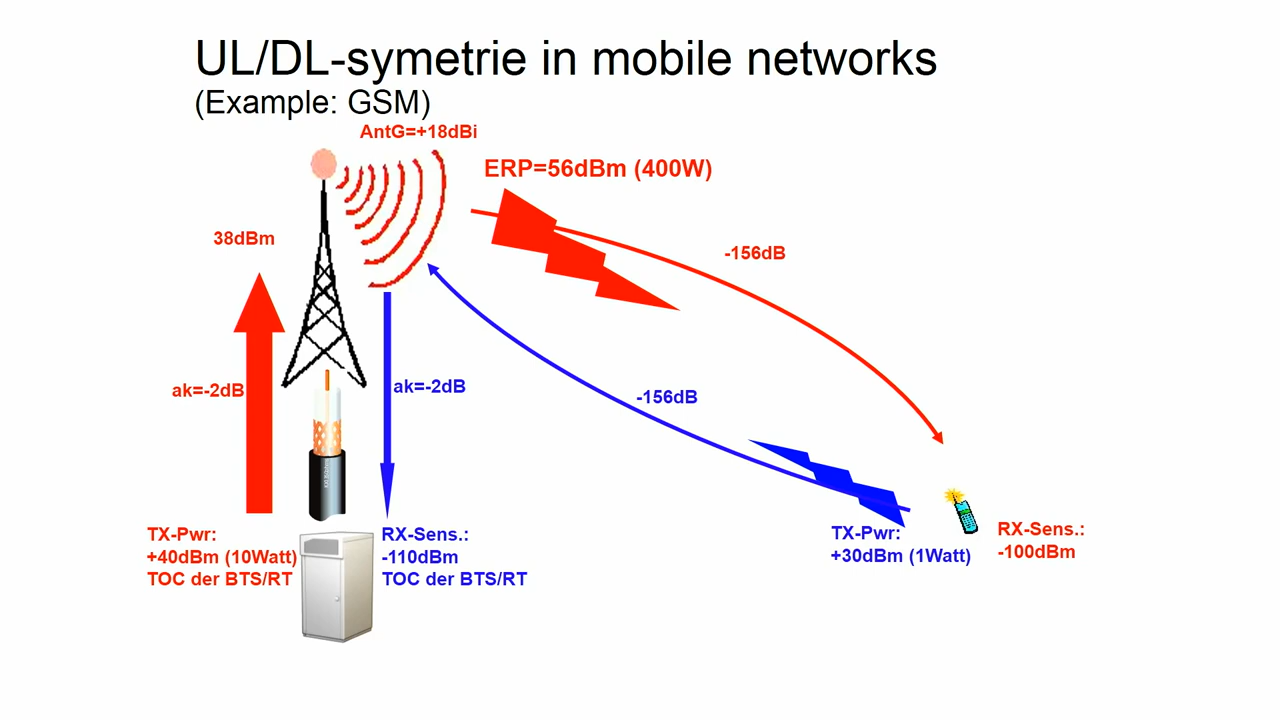 UL/DL-symetrie in mobile networks
(Example: GSM)
AntG=+18dBi
ERP=56dBm (400W)
38dBm
-156dB
ak=-2dB
ak=-2dB
-156dB
TX-Pwr:
+40dBm (10Watt)
TOC der BTS/RT
RX-Sens.:
-110dBm
TOC der BTS/RT
TX-Pwr:
+30dBm (1Watt)
RX-Sens.:
-100dBm